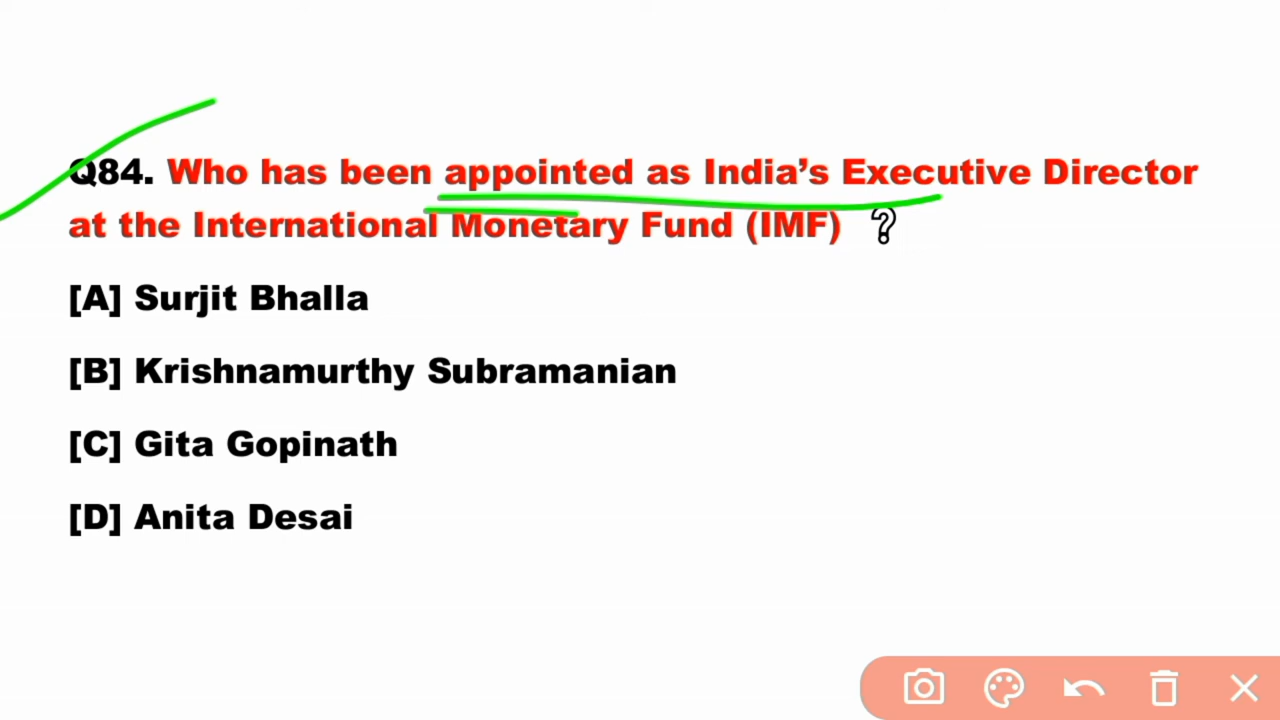 Q84. Who has been appointed as India’s Executive Director
at the International Monetary Fund (IMF) ?
[A] Surjit Bhalla
[B] Krishnamurthy Subramanian
[C] Gita Gopinath
[D] Anita Desai